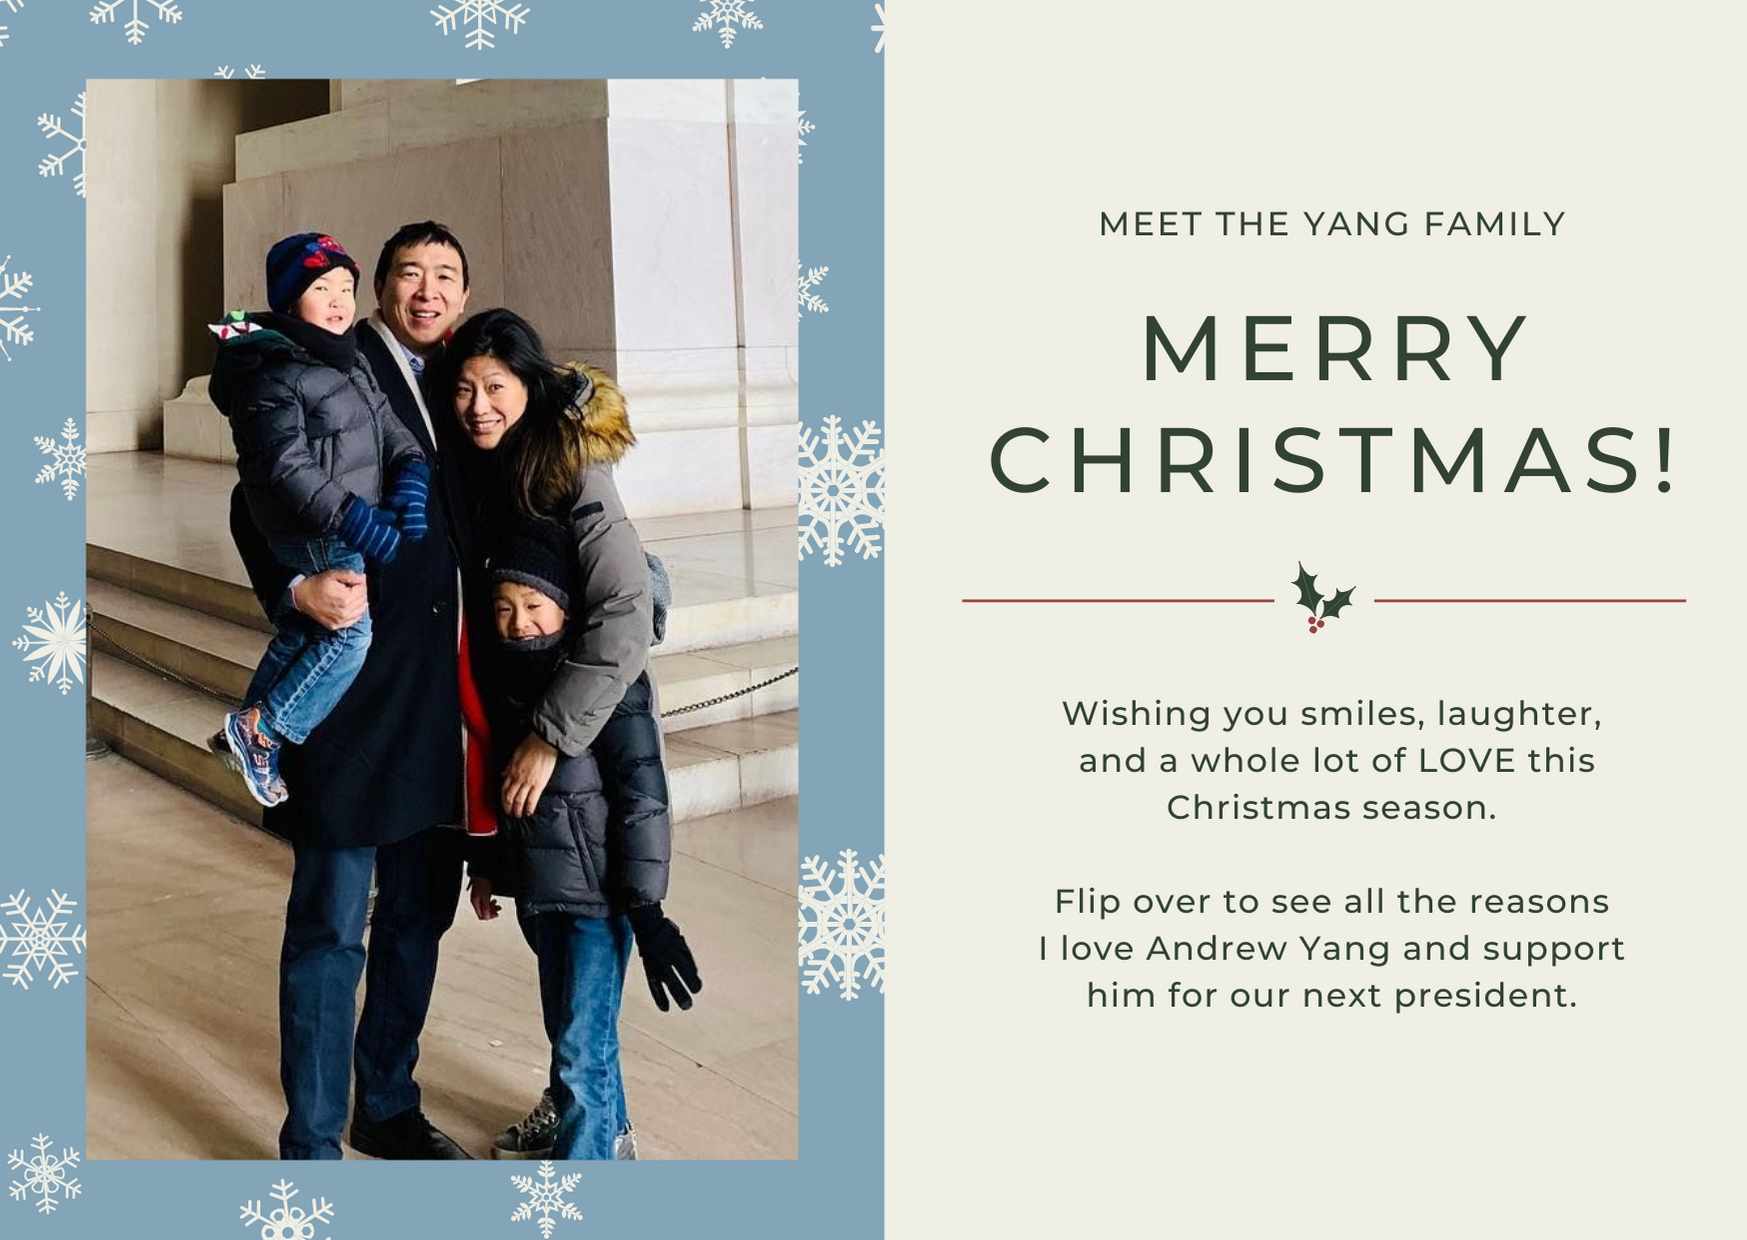 MEET THE YANG FAMILY
MERRY
CHRISTMAS!
Wishing you smiles, laughter,
and a whole lot of LOVE this
Christmas season.
Flip over to see all the reasons
I love Andrew Yang and support
him for our next president.